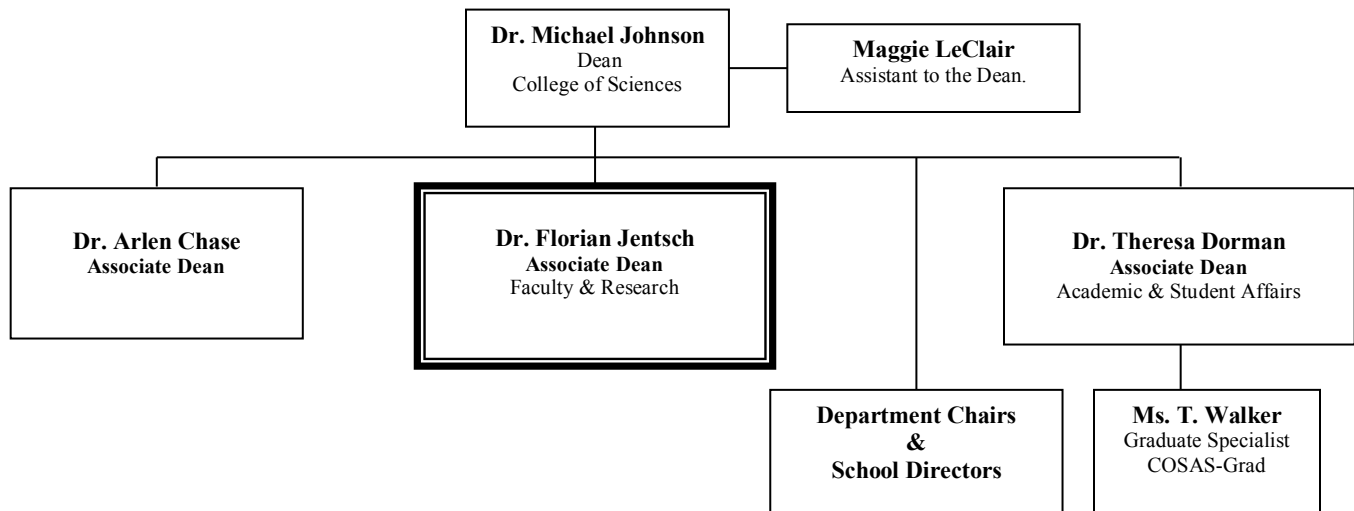 Dr. Michael Johnson
Dean
College of Sciences
Maggie LeClair
Assistant to the Dean.
Dr. Arlen Chase
Associate Dean
Dr. Florian Jentsch
Associate Dean
Faculty & Research
Dr. Theresa Dorman
Associate Dean
Academic & Student Affairs
Department Chairs
&
School Directors
Ms. T. Walker
Graduate Specialist
COSAS-Grad